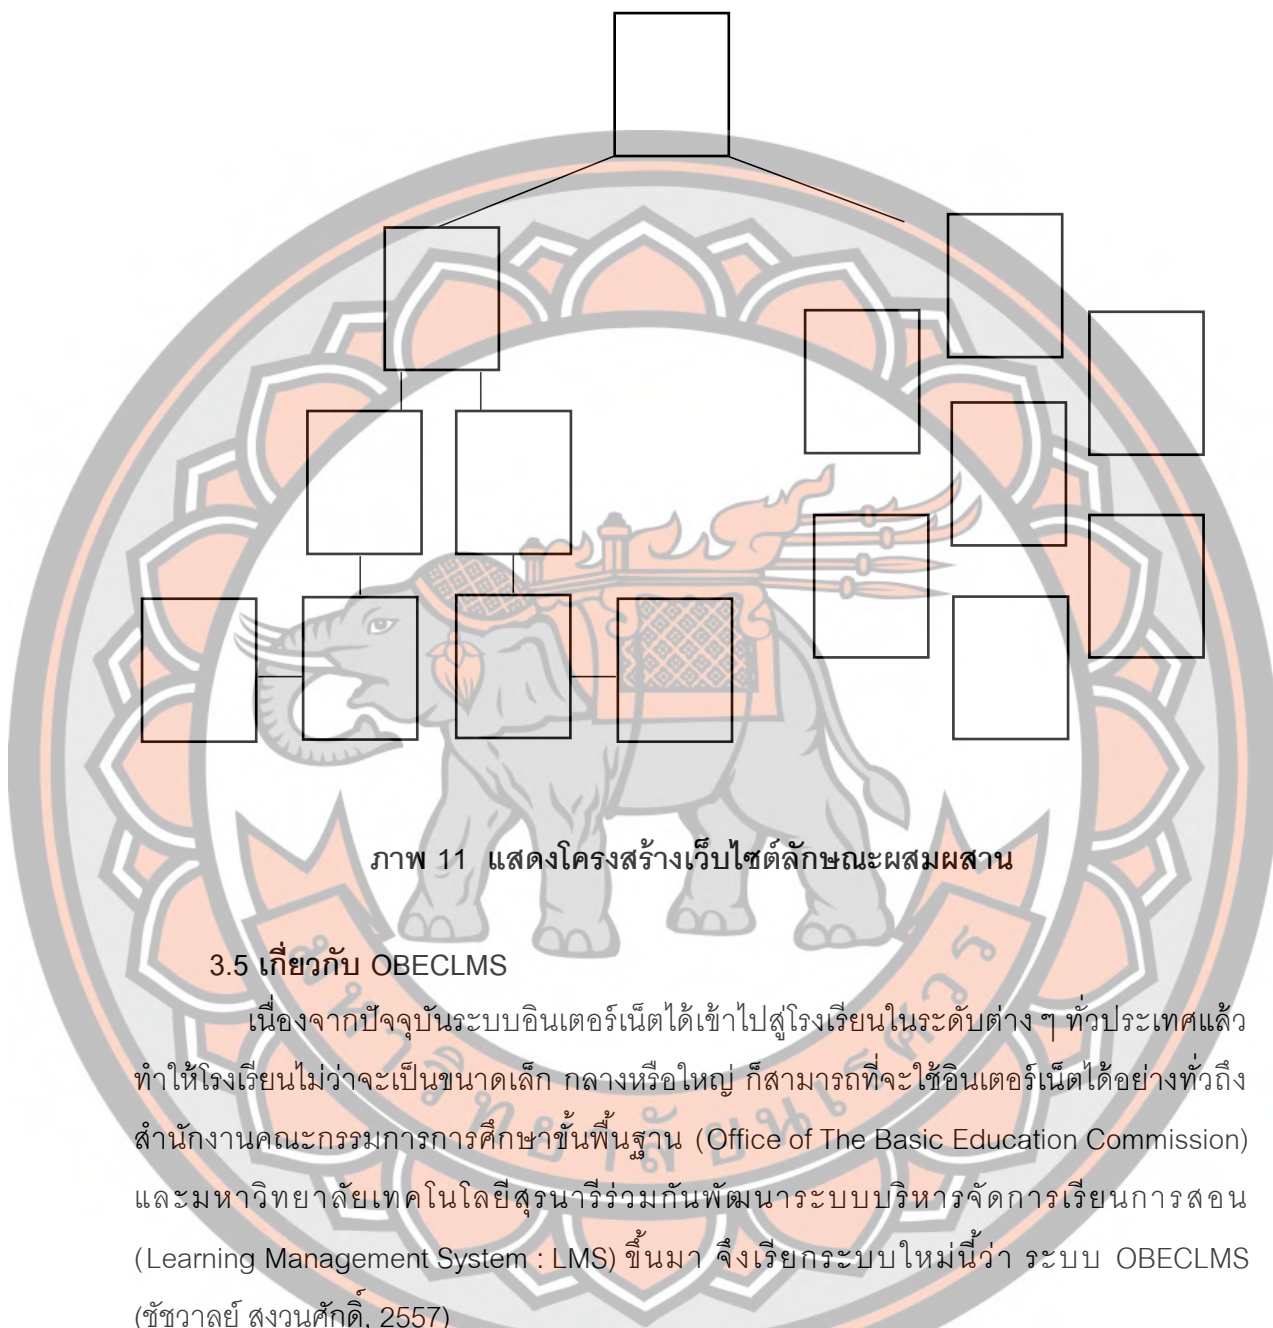 ภาพ 11 แสดงโครงสร้างเว็บไซต์ลักษณะผสมผสาน
3.5 เกี่ยวกับ OBECLMS
เนื่องจากปัจจุบันระบบอินเตอร์เน็ตได้เข้าไปสู่โรงเรียนในระดับต่าง ๆ ทั่วประเทศแล้ว
ทำให้โรงเรียนไม่ว่าจะเป็นขนาดเล็ก กลางหรือใหญ่ ก็สามารถที่จะใช้อินเตอร์เน็ตได้อย่างทั่วถึง
สำนักงานคณะกรรมการการศึกษาขั้นพื้นฐาน (Office of The Basic Education Commission)
และมหาวิทยาลัยเทคโนโลยีสุรนารีร่วมกันพัฒนาระบบบริหารจัดการเรียนการสอน
(Learning Management System : LMS) ขึ้นมา จึงเรียกระบบใหม่นี้ว่า ระบบ OBECLMS
(ชัชวาลย์ สงวนศักดิ์, 2557)
มหาวิทยาลัยนเรศวร